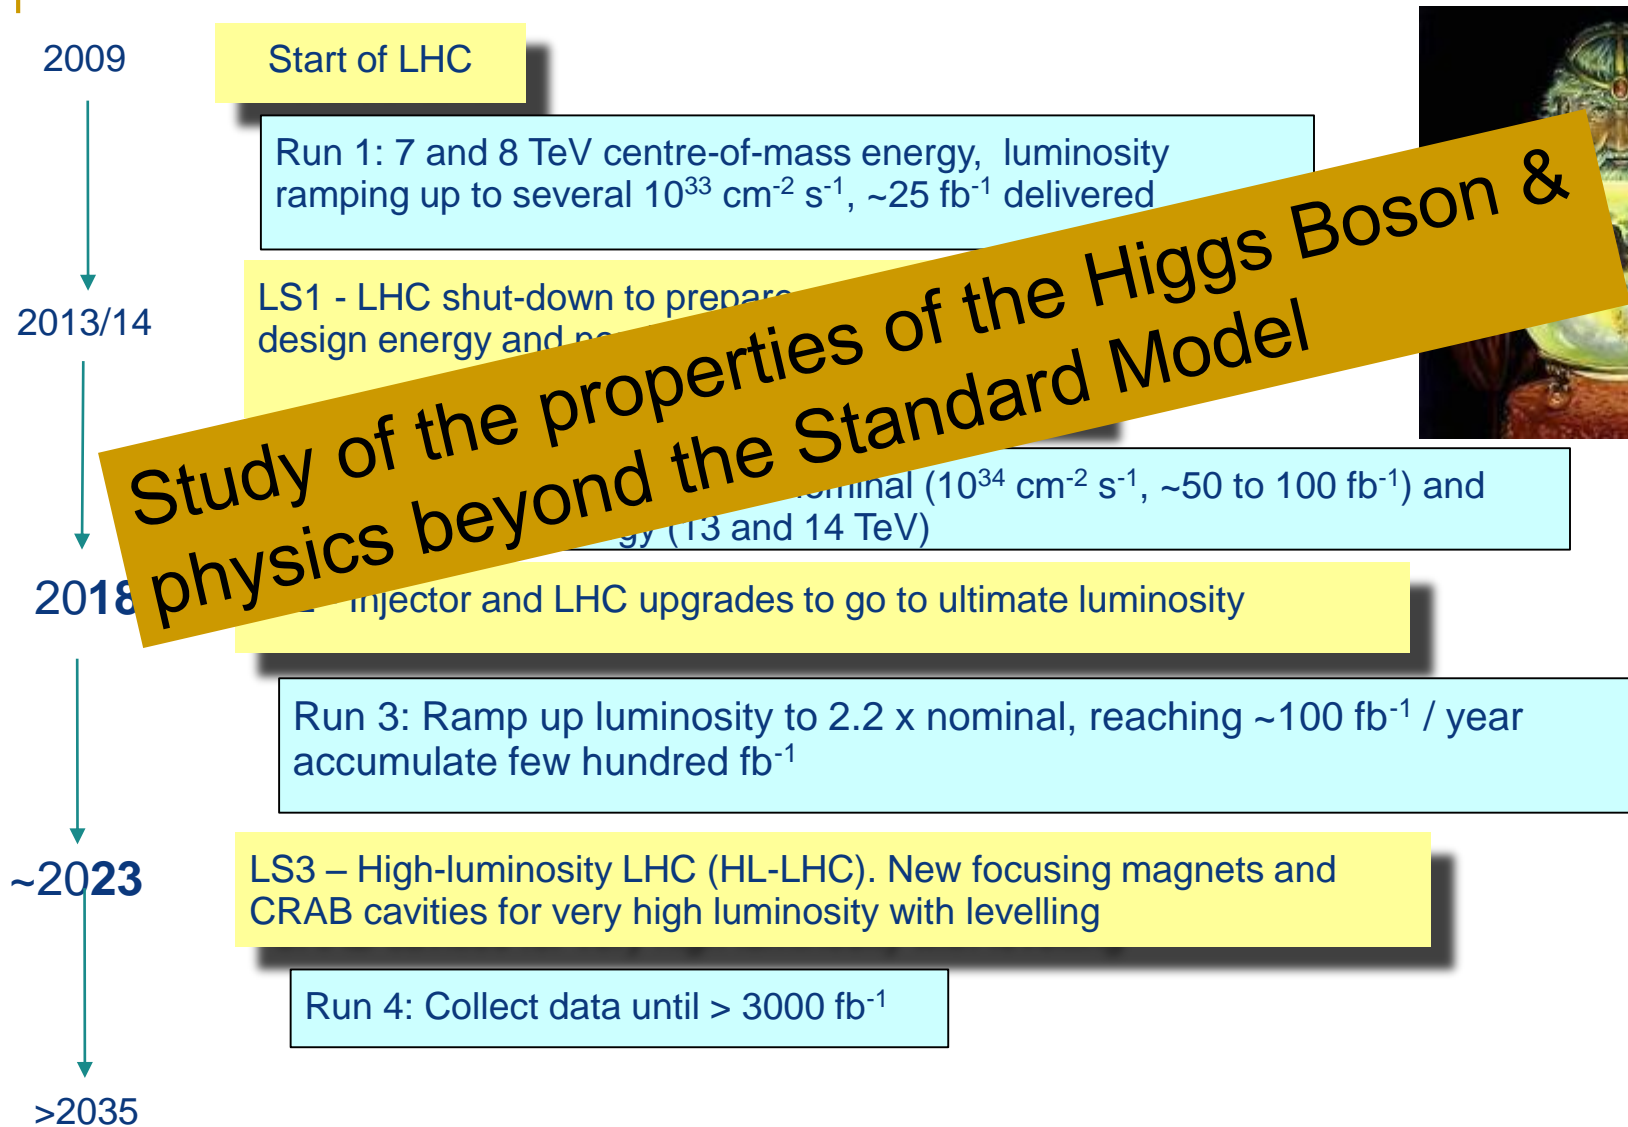 2009
Start of LHC
Run 1: 7 and 8 TeV centre-of-mass energy, luminosity
ramping up to several 10³³ cm⁻² s⁻¹, ~25 fb⁻¹ delivered
2013/14
LS1 - LHC shut-down to prepare
design energy and
Study of the properties of the Higgs Boson &
physics beyond the Standard Model
(10³⁴ cm⁻² s⁻¹, ~50 to 100 fb⁻¹) and
(13 and 14 TeV)
2018
- Injector and LHC upgrades to go to ultimate luminosity
Run 3: Ramp up luminosity to 2.2 x nominal, reaching ~100 fb⁻¹ / year
accumulate few hundred fb⁻¹
~2023
LS3 – High-luminosity LHC (HL-LHC). New focusing magnets and
CRAB cavities for very high luminosity with levelling
Run 4: Collect data until > 3000 fb⁻¹
>2035